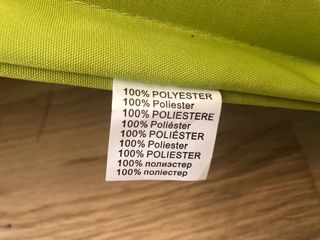 100% POLYESTER
100% Poliester
100% POLIESTERE
100% Poliéster
100% POLIÉSTER
100% Poliester
100% POLIESTER
100% полиэстер
100% поліестер